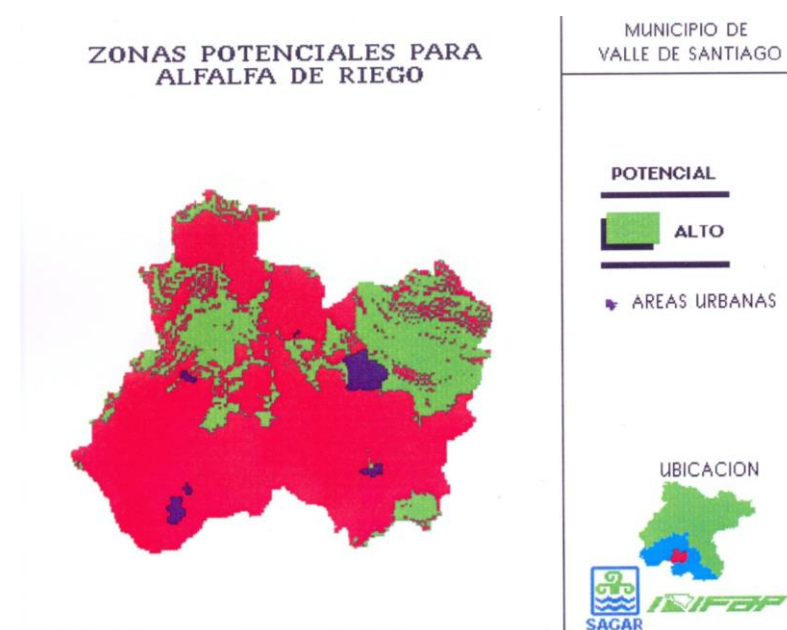 ZONAS POTENCIALES PARA
ALFALFA DE RIEGO
MUNICIPIO DE
VALLE DE SANTIAGO
POTENCIAL
ALTO
AREAS URBANAS
UBICACION
SAGAR
INIFAP